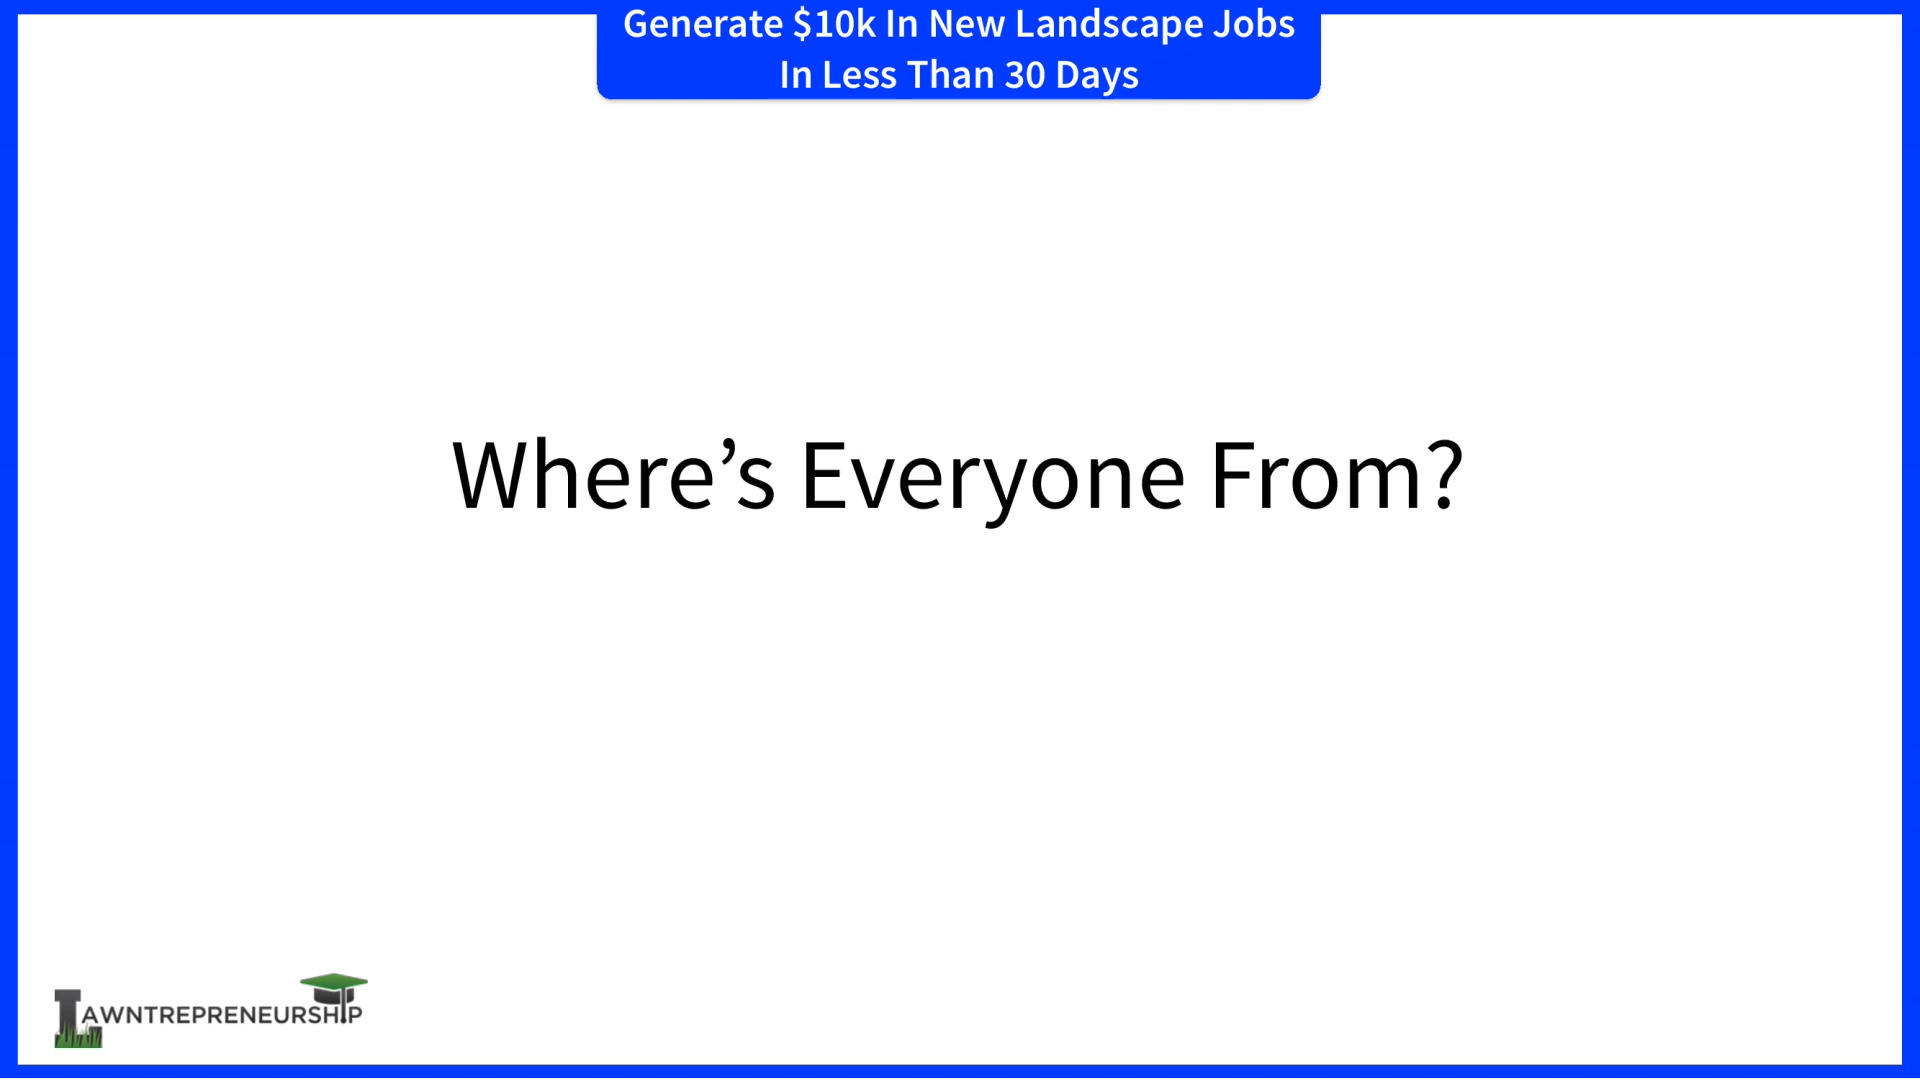 Generate $10k In New Landscape Jobs
In Less Than 30 Days
Where’s Everyone From?
LAWNTREPRENEURSHIP